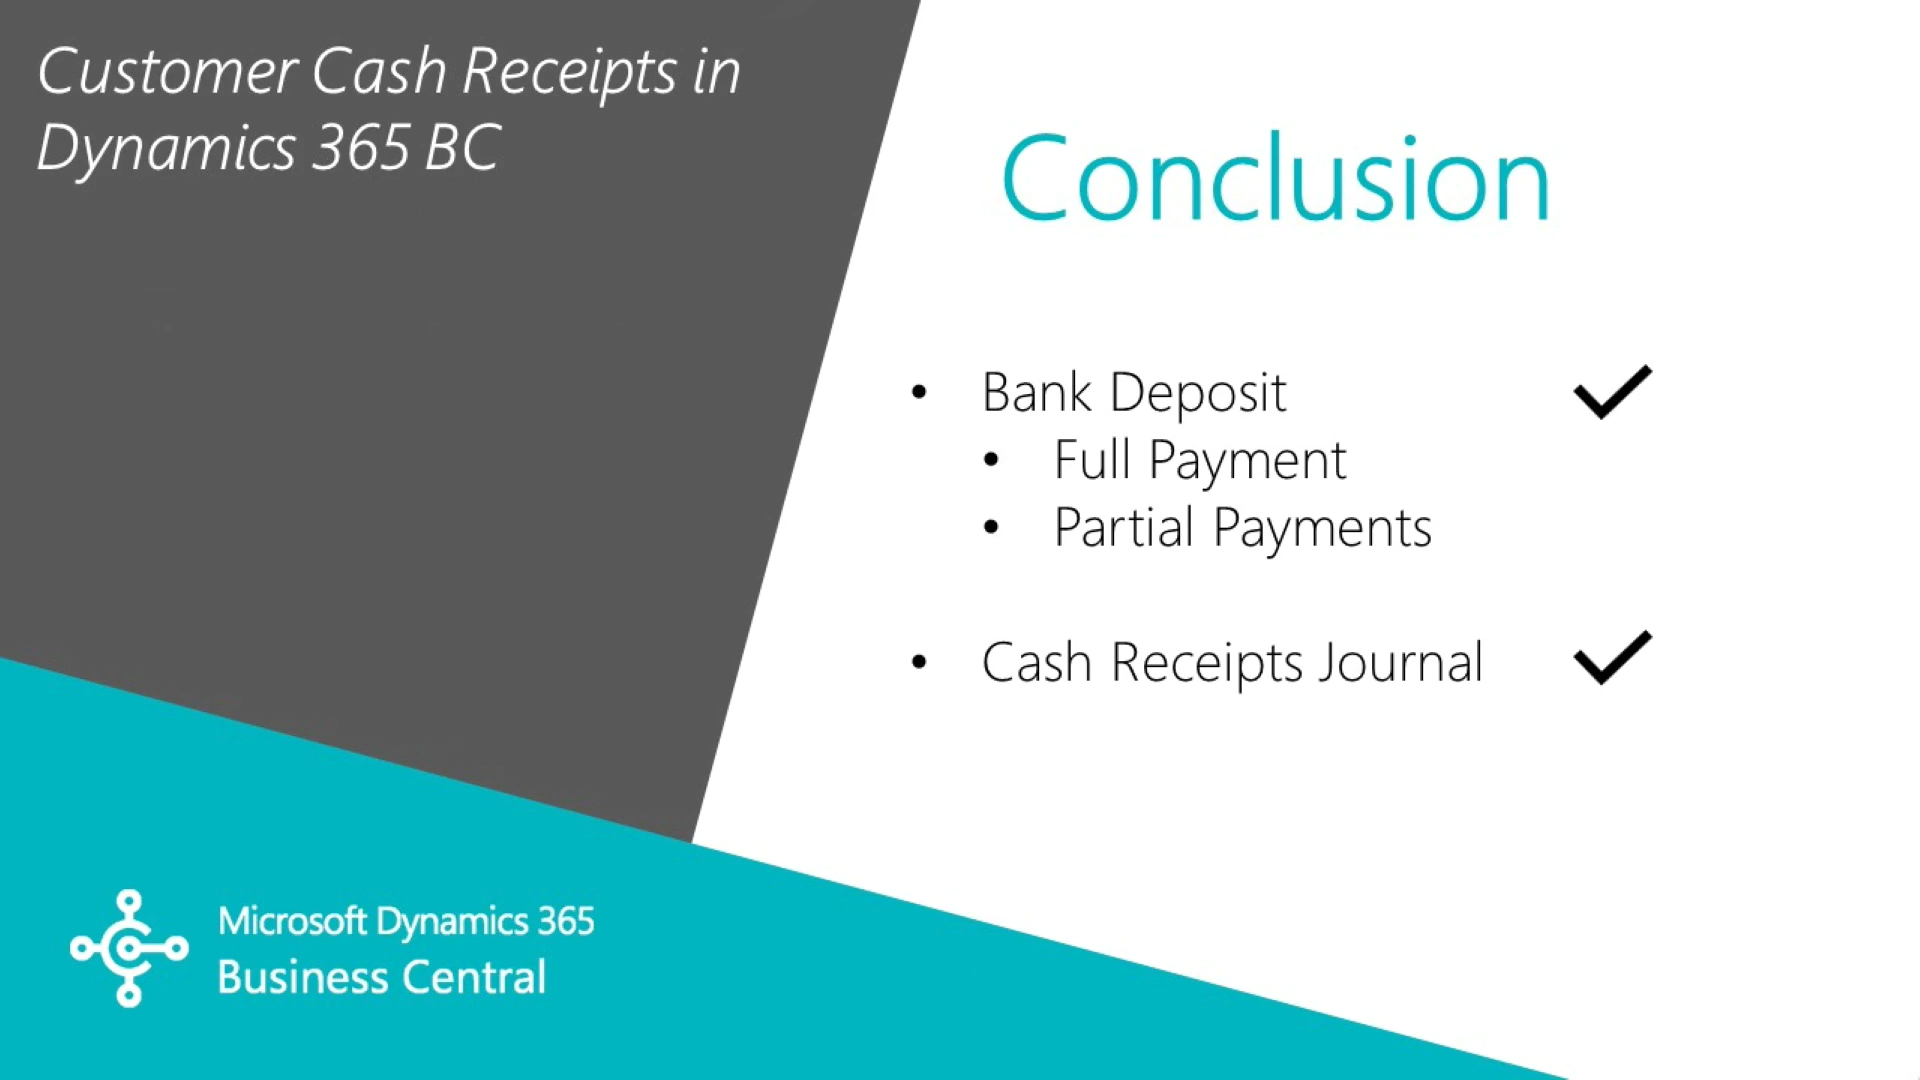 Customer Cash Receipts in
Dynamics 365 BC
Conclusion
• Bank Deposit ✓
• Full Payment
• Partial Payments
• Cash Receipts Journal ✓
Microsoft Dynamics 365
Business Central